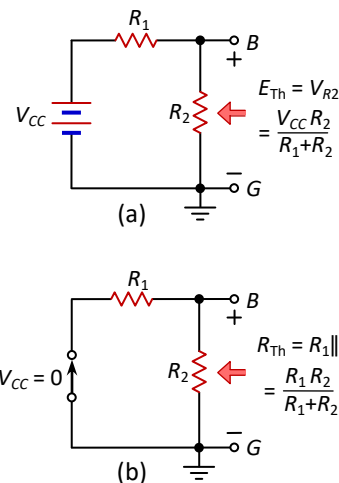 R1
B
+
VCC
R2
ETh = VR2
= VCC R2 / R1+R2
−
G
(a)
R1
B
+
VCC = 0
R2
RTh = R1||
= R1 R2 / R1+R2
−
G
(b)